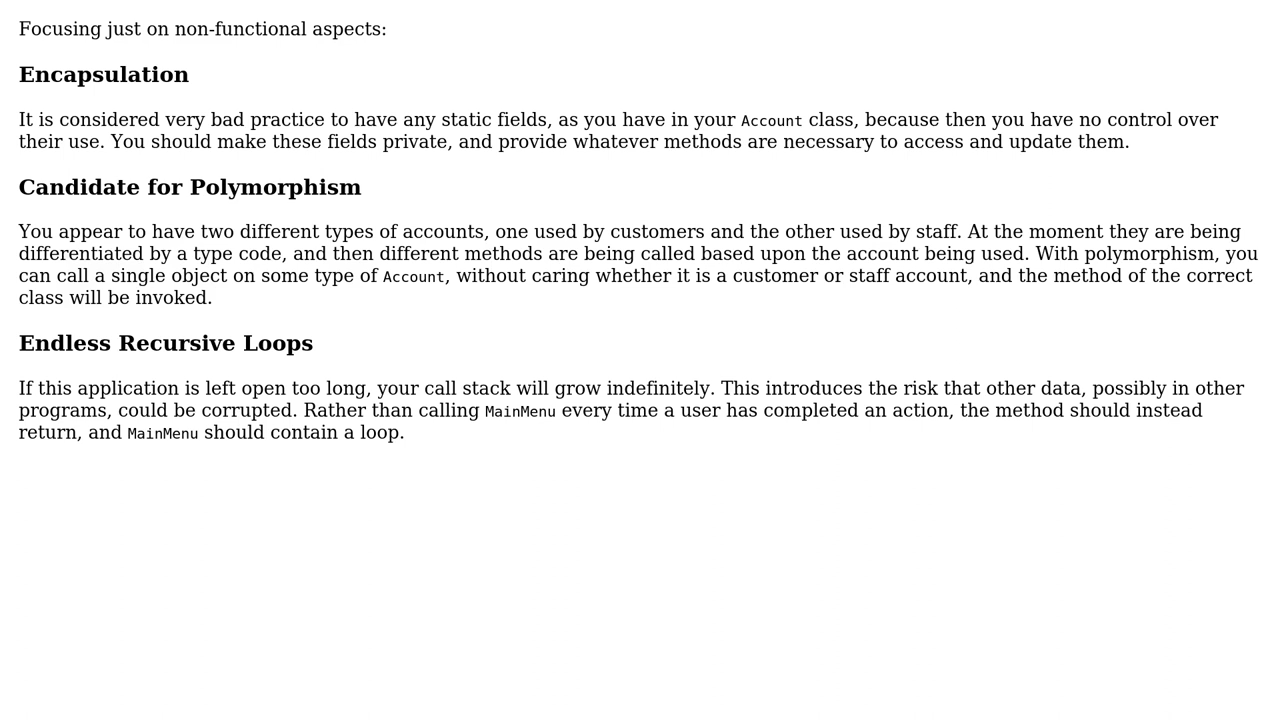 Focusing just on non-functional aspects:
Encapsulation
It is considered very bad practice to have any static fields, as you have in your Account class, because then you have no control over
their use. You should make these fields private, and provide whatever methods are necessary to access and update them.
Candidate for Polymorphism
You appear to have two different types of accounts, one used by customers and the other used by staff. At the moment they are being
differentiated by a type code, and then different methods are being called based upon the account being used. With polymorphism, you
can call a single object on some type of Account, without caring whether it is a customer or staff account, and the method of the correct
class will be invoked.
Endless Recursive Loops
If this application is left open too long, your call stack will grow indefinitely. This introduces the risk that other data, possibly in other
programs, could be corrupted. Rather than calling MainMenu every time a user has completed an action, the method should instead
return, and MainMenu should contain a loop.